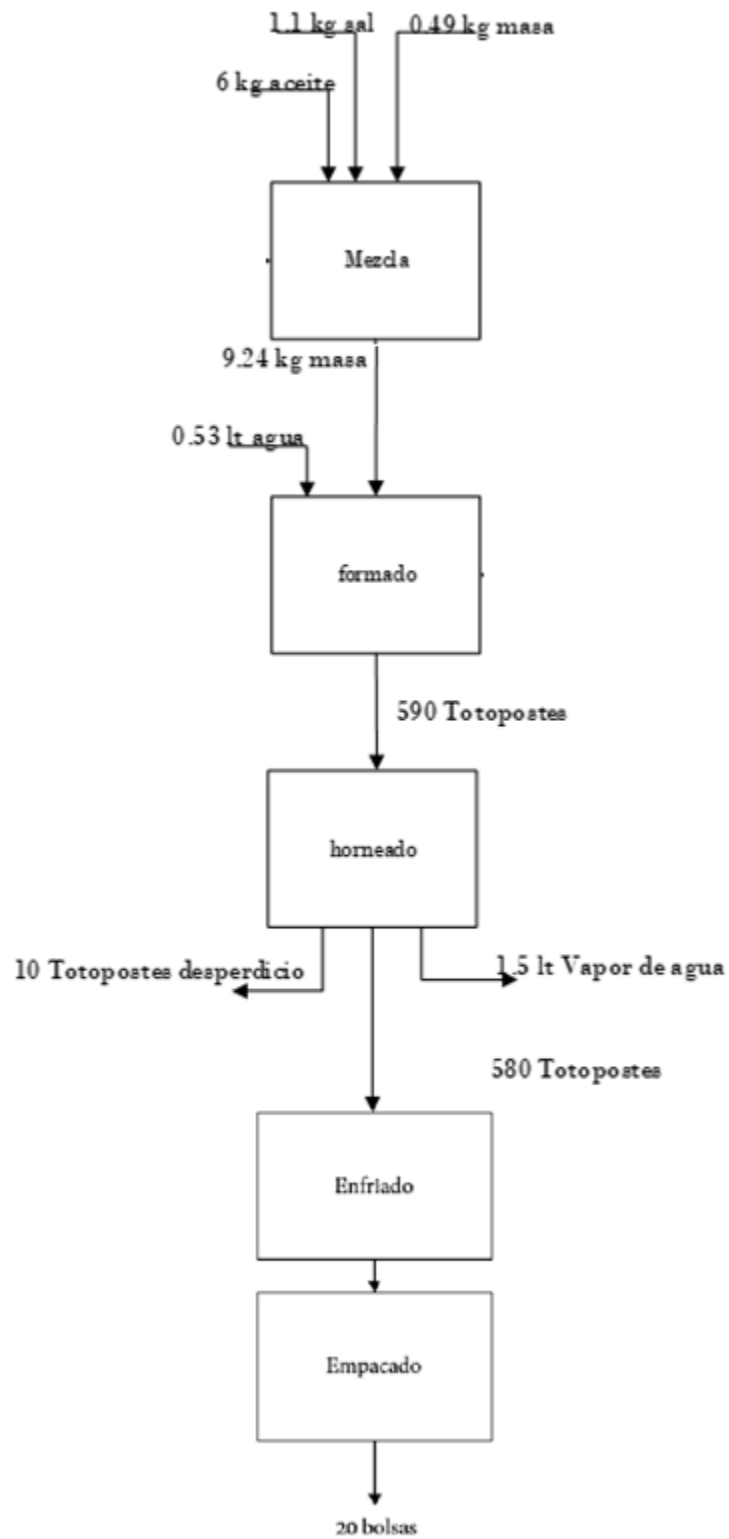 1.1 kg sal
0.49 kg masa
6 kg aceite
Mezcla
9.24 kg masa
0.53 lt agua
formado
590 Totopostes
horneado
10 Totopostes desperdicio
1.5 lt Vapor de agua
580 Totopostes
Enfriado
Empacado
20 bolsas